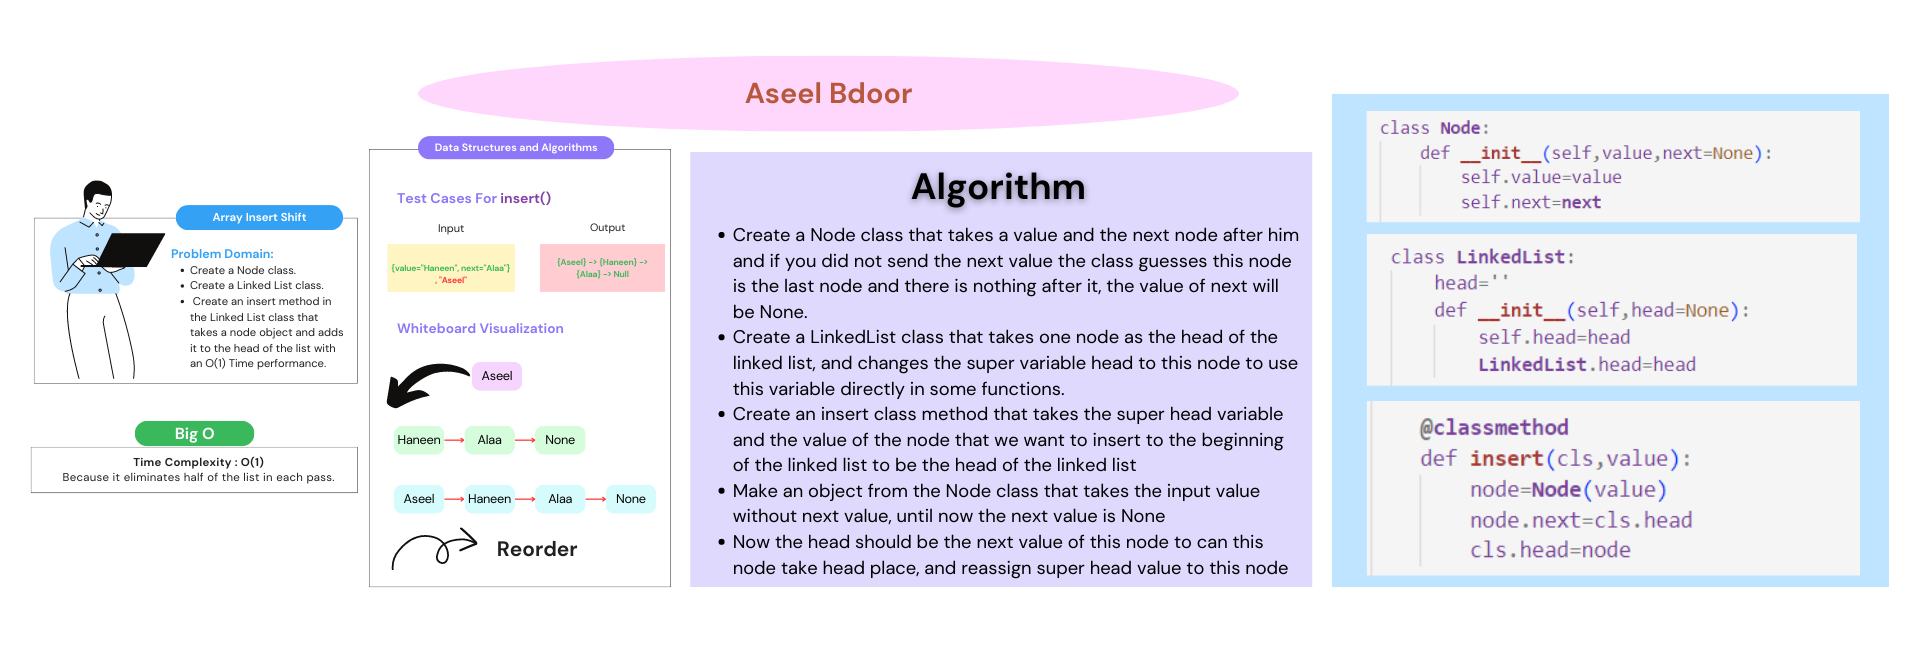 Aseel Bdoor
Array Insert Shift
Problem Domain:
• Create a Node class.
• Create a Linked List class.
• Create an insert method in
the Linked List class that
takes a node object and adds
it to the head of the list with
an O(1) Time performance.
Big O
Time Complexity : O(1)
Because it eliminates half of the list in each pass.
Data Structures and Algorithms
Test Cases For insert()
Input
Output
{value="Haneen", next="Alaa"}
, "Aseel"
{Aseel} -> {Haneen} ->
{Alaa} -> Null
Whiteboard Visualization
Aseel
Haneen Alaa None
Aseel Haneen Alaa None
Reorder
Algorithm
• Create a Node class that takes a value and the next node after him
and if you did not send the next value the class guesses this node
is the last node and there is nothing after it, the value of next will
be None.
• Create a LinkedList class that takes one node as the head of the
linked list, and changes the super variable head to this node to use
this variable directly in some functions.
• Create an insert class method that takes the super head variable
and the value of the node that we want to insert to the beginning
of the linked list to be the head of the linked list
• Make an object from the Node class that takes the input value
without next value, until now the next value is None
• Now the head should be the next value of this node to can this
node take head place, and reassign super head value to this node
class Node:
def __init__(self,value,next=None):
self.value=value
self.next=next
class LinkedList:
head=''
def __init__(self,head=None):
self.head=head
LinkedList.head=head
@classmethod
def insert(cls,value):
node=Node(value)
node.next=cls.head
cls.head=node